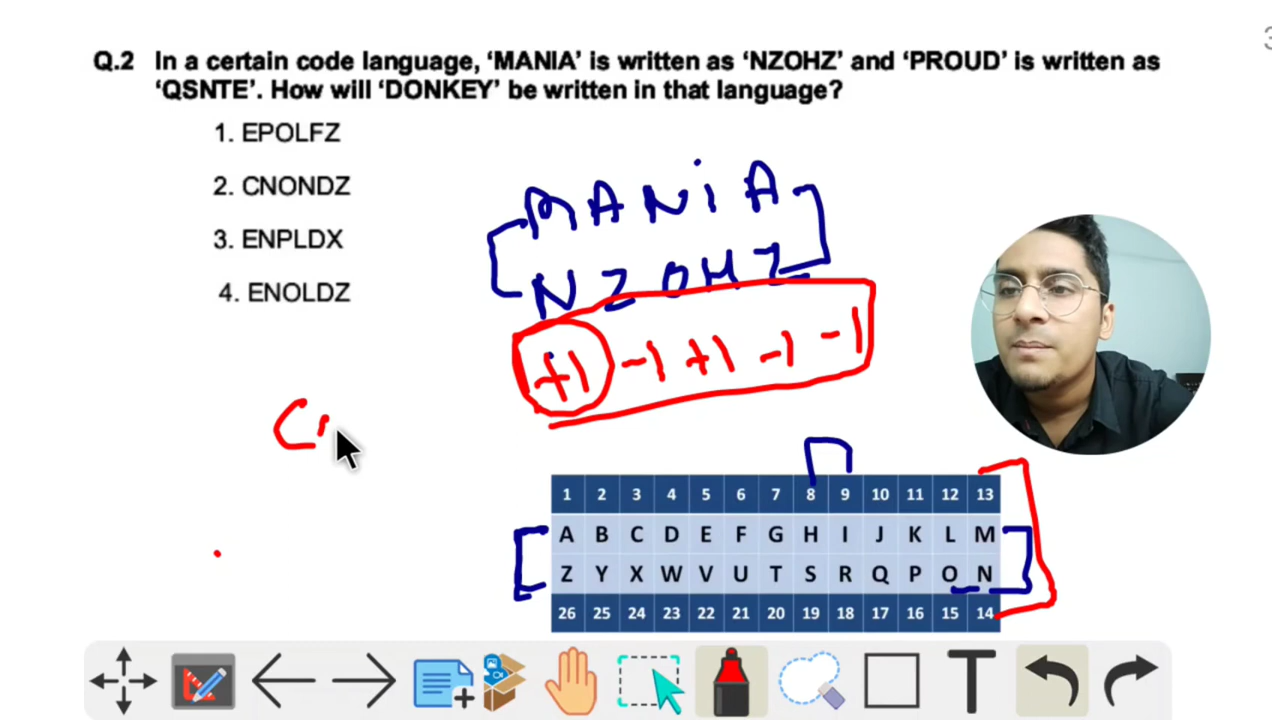 Q.2 In a certain code language, ‘MANIA’ is written as ‘NZOHZ’ and ‘PROUD’ is written as
‘QSNTE’. How will ‘DONKEY’ be written in that language?
1. EPOLFZ
2. CNONDZ
3. ENPLDX
4. ENOLDZ
MANiA
NZOHZ
+1 -1 +1 -1 -1
1 2 3 4 5 6 7 8 9 10 11 12 13
A B C D E F G H I J K L M
Z Y X W V U T S R Q P O N
26 25 24 23 22 21 20 19 18 17 16 15 14
T